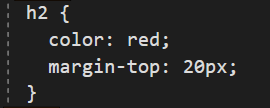 h2 {
  color: red;
  margin-top: 20px;
}